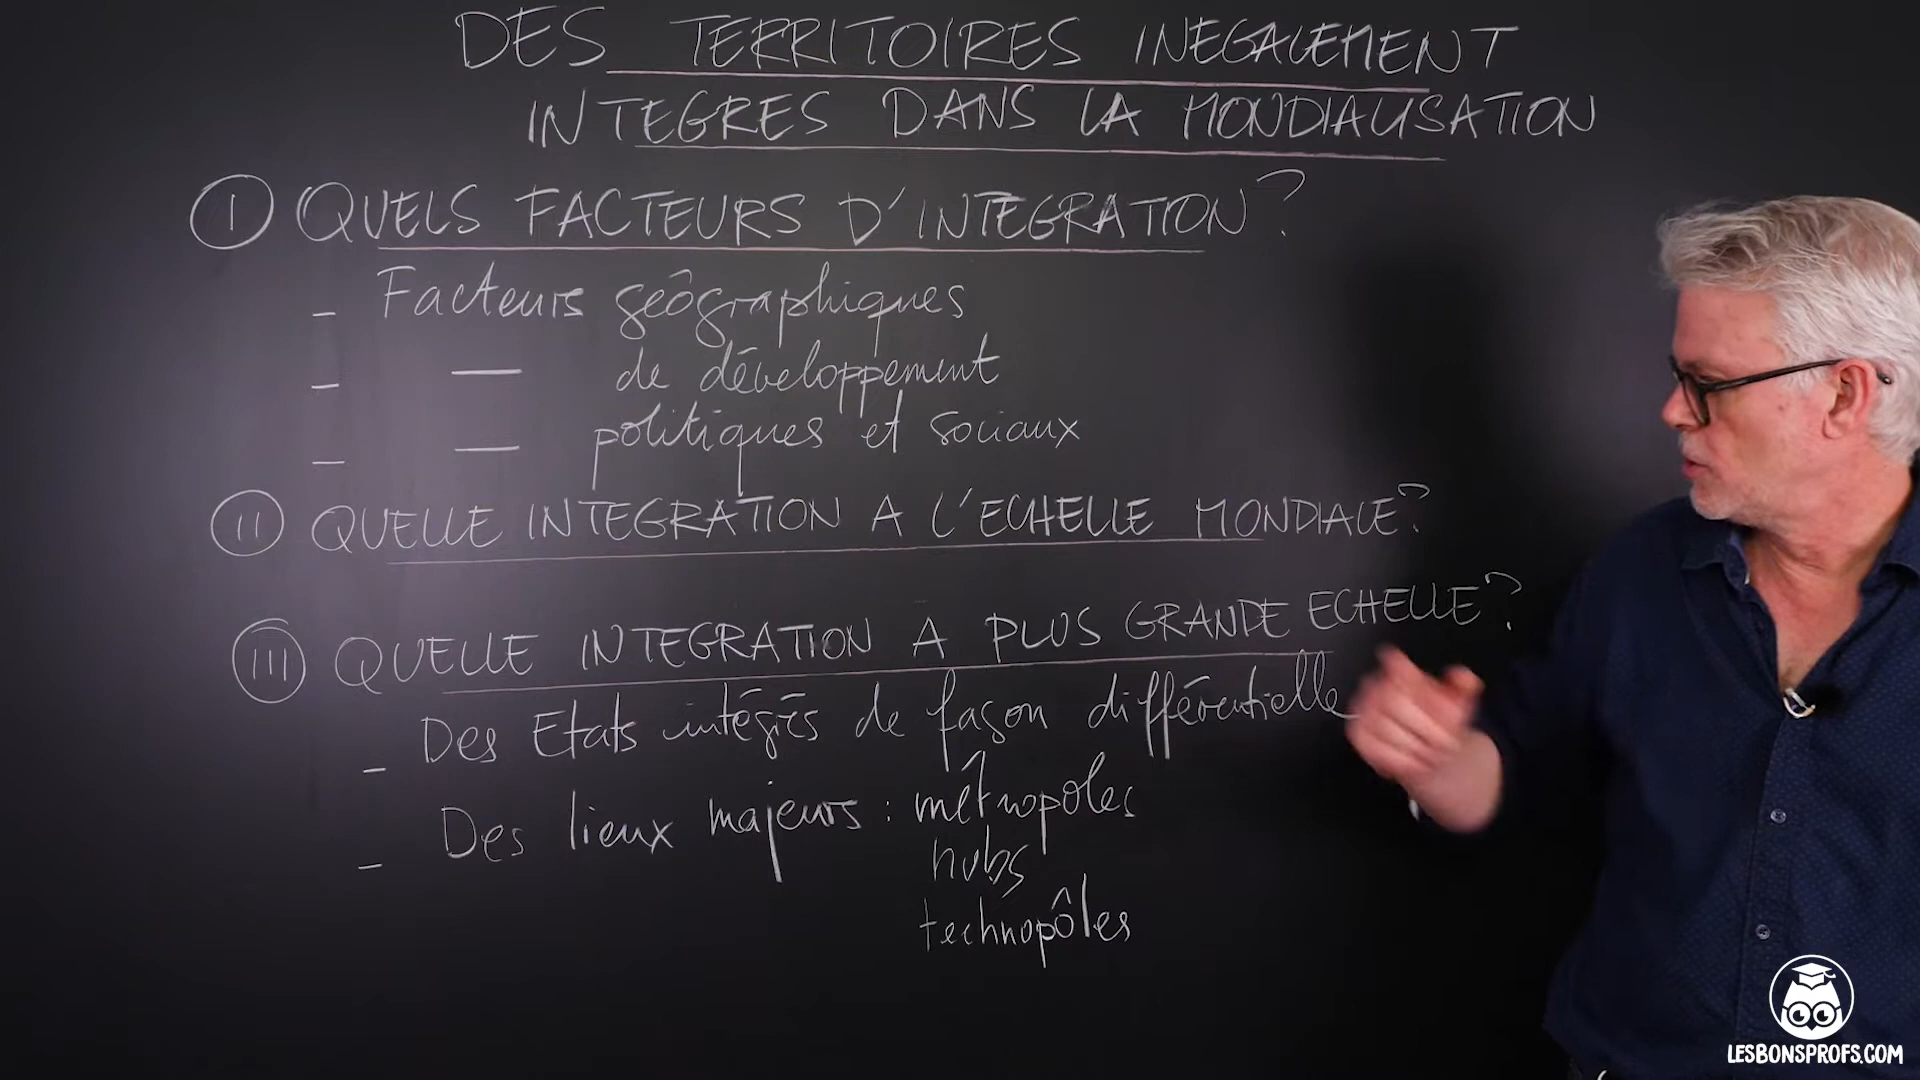 DES TERRITOIRES INEGALEMENT
INTEGRES DANS LA MONDIALISATION
I QUELS FACTEURS D'INTEGRATION?
- Facteurs géographiques
- — de développement
- — politiques et sociaux
II QUELLE INTEGRATION A L'ECHELLE MONDIALE?
III QUELLE INTEGRATION A PLUS GRANDE ECHELLE?
- Des Etats intégrés de façon différentielle
- Des lieux majeurs : métropoles
hubs
technopôles
LESBONSPROFS.COM